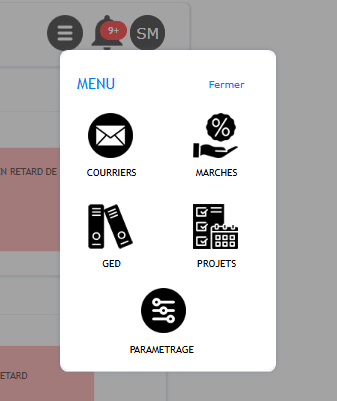 9+
SM
MENU
Fermer
COURRIERS
MARCHES
N RETARD DE
GED
PROJETS
PARAMETRAGE
ETARD